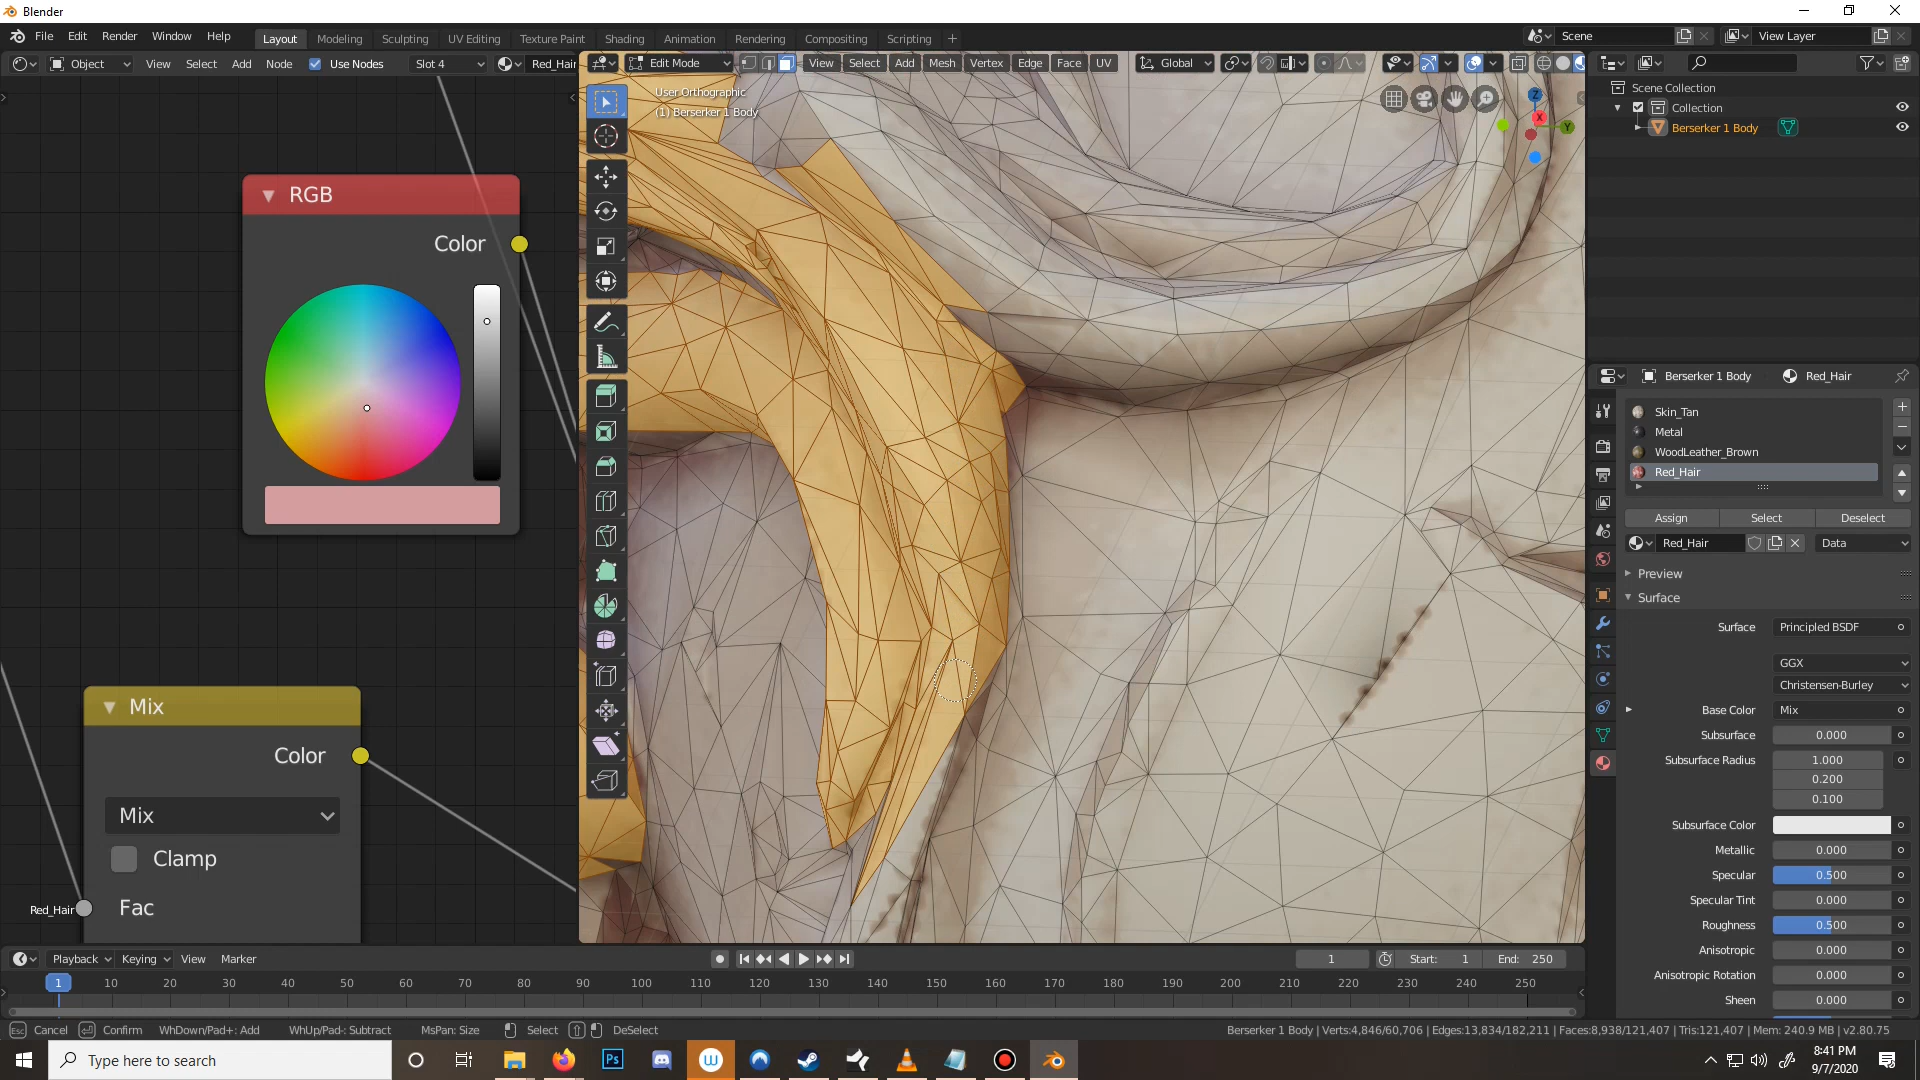 Blender
File Edit Render Window Help
Layout Modeling Sculpting UV Editing Texture Paint Shading Animation Rendering Compositing Scripting +
Scene
View Layer
Object View Select Add Node Use Nodes Slot 4 Red_Hair
Edit Mode View Select Add Mesh Vertex Edge Face UV Global
User Orthographic
(1) Berserker 1 Body
Z
X
Y
Scene Collection
Collection
Berserker 1 Body
RGB
Color
Mix
Color
Mix
Clamp
Fac
Red_Hair
Berserker 1 Body Red_Hair
Skin_Tan
Metal
WoodLeather_Brown
Red_Hair
Assign Select Deselect
Red_Hair Data
Preview
Surface
Surface Principled BSDF
GGX
Christensen-Burley
Base Color Mix
Subsurface 0.000
Subsurface Radius 1.000
0.200
0.100
Subsurface Color
Metallic 0.000
Specular 0.500
Specular Tint 0.000
Roughness 0.500
Anisotropic 0.000
Anisotropic Rotation 0.000
Sheen 0.000
Playback Keying View Marker
1 Start: 1 End: 250
1 10 20 30 40 50 60 70 80 90 100 110 120 130 140 150 160 170 180 190 200 210 220 230 240 250
Esc Cancel Confirm WhDown/Pad+: Add WhUp/Pad-: Subtract MsPan: Size Select DeSelect
Berserker 1 Body | Verts:4,846/60,706 | Edges:13,834/182,211 | Faces:8,938/121,407 | Tris:121,407 | Mem: 240.9 MB | v2.80.75
Type here to search
Ps
W
8:41 PM
9/7/2020